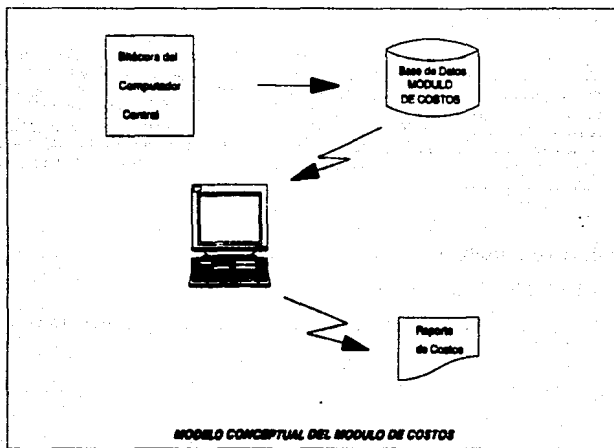 Bitácora del
Computador
Central
Base de Datos
MODULO
DE COSTOS
Reporte
de Costos
MODELO CONCEPTUAL DEL MODULO DE COSTOS